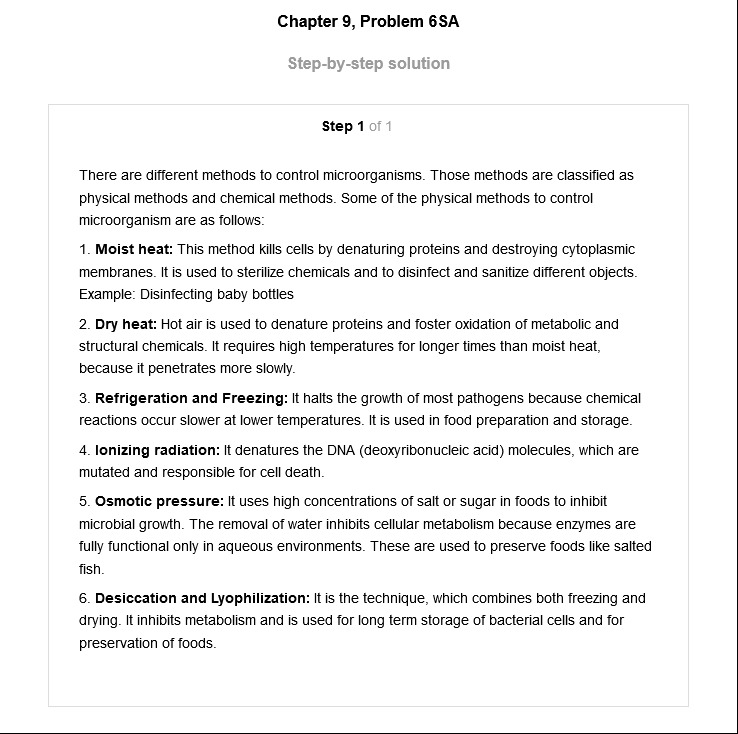 Chapter 9, Problem 6SA
Step-by-step solution
Step 1 of 1
There are different methods to control microorganisms. Those methods are classified as
physical methods and chemical methods. Some of the physical methods to control
microorganism are as follows:
1. Moist heat: This method kills cells by denaturing proteins and destroying cytoplasmic
membranes. It is used to sterilize chemicals and to disinfect and sanitize different objects.
Example: Disinfecting baby bottles
2. Dry heat: Hot air is used to denature proteins and foster oxidation of metabolic and
structural chemicals. It requires high temperatures for longer times than moist heat,
because it penetrates more slowly.
3. Refrigeration and Freezing: It halts the growth of most pathogens because chemical
reactions occur slower at lower temperatures. It is used in food preparation and storage.
4. Ionizing radiation: It denatures the DNA (deoxyribonucleic acid) molecules, which are
mutated and responsible for cell death.
5. Osmotic pressure: It uses high concentrations of salt or sugar in foods to inhibit
microbial growth. The removal of water inhibits cellular metabolism because enzymes are
fully functional only in aqueous environments. These are used to preserve foods like salted
fish.
6. Desiccation and Lyophilization: It is the technique, which combines both freezing and
drying. It inhibits metabolism and is used for long term storage of bacterial cells and for
preservation of foods.